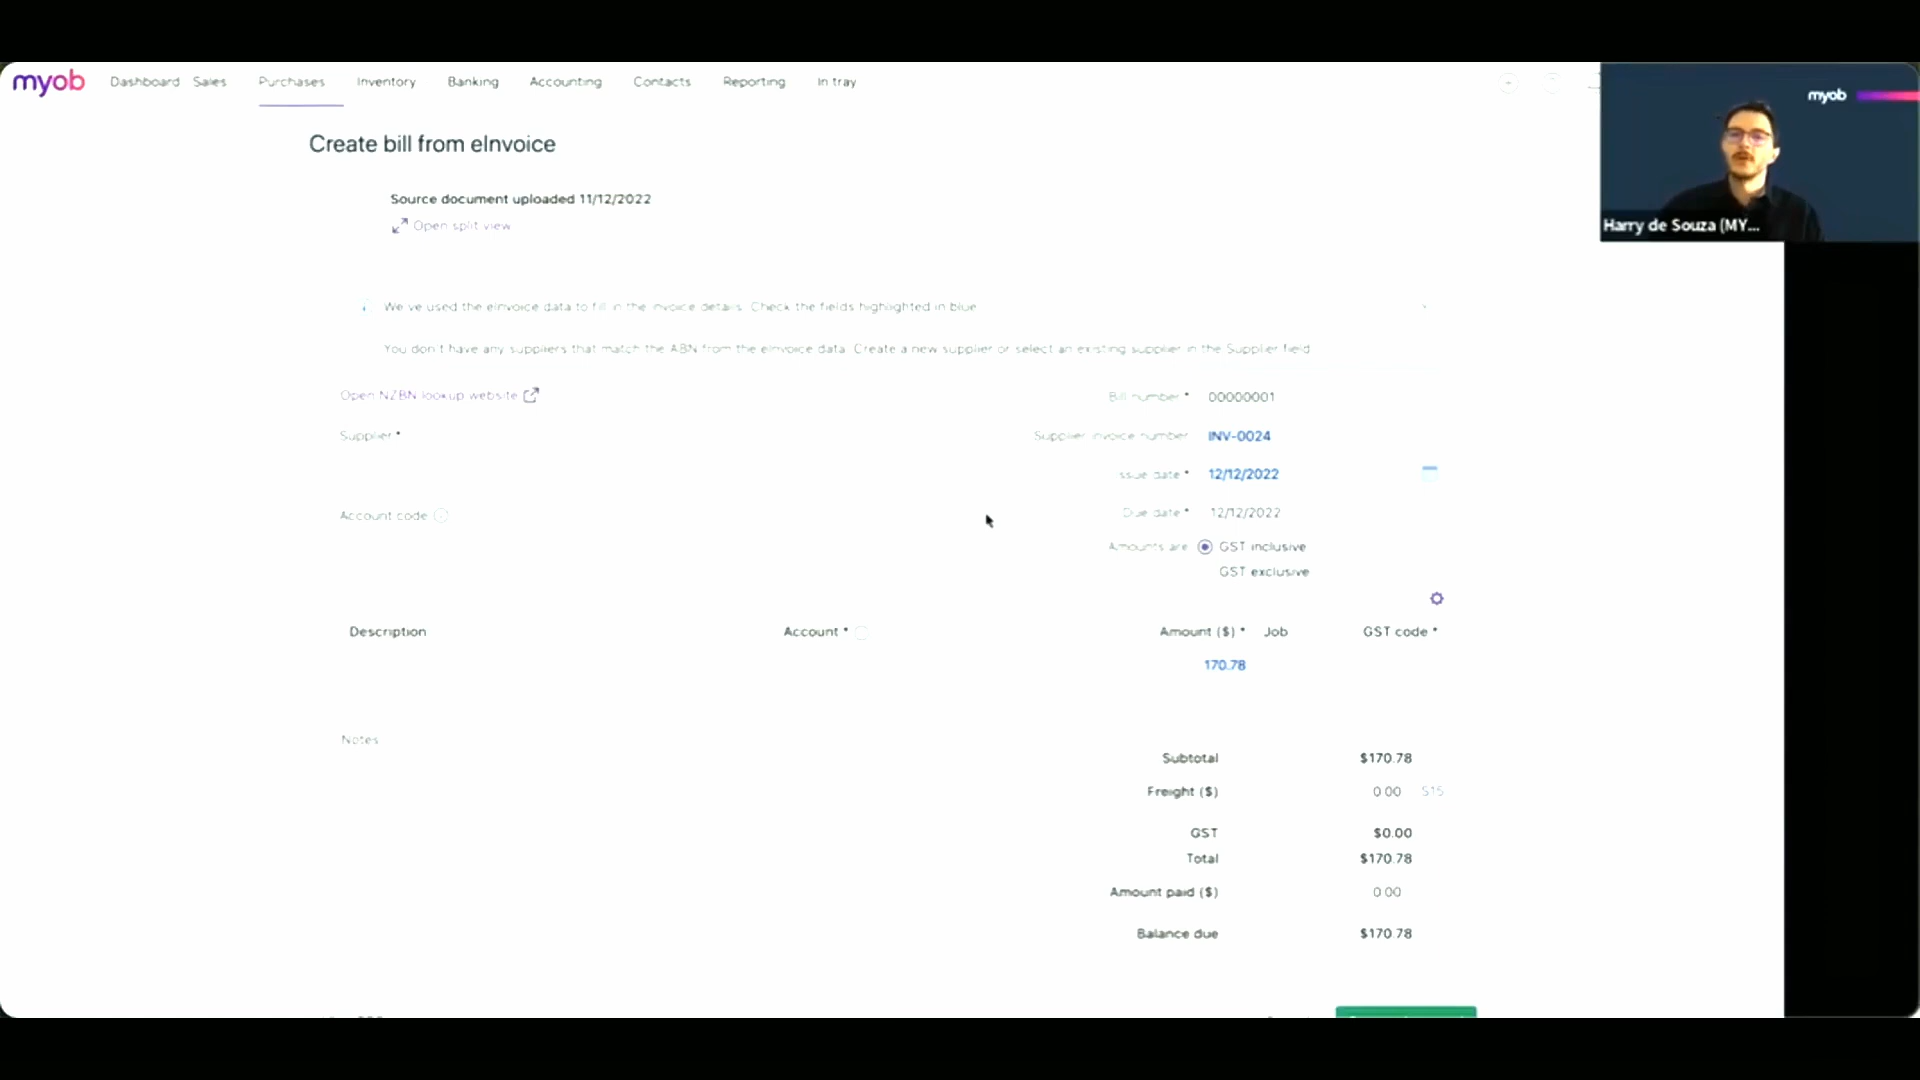 myob Dashboard Sales Purchases Inventory Banking Accounting Contacts Reporting In tray
myob
Harry de Souza (MY...
Create bill from eInvoice
Source document uploaded 11/12/2022
Open split view
We've used the eInvoice data to fill in the invoice details. Check the fields highlighted in blue
You don't have any suppliers that match the ABN from the eInvoice data. Create a new supplier or select an existing supplier in the Supplier field
Open NZBN lookup website
Bill number * 00000001
Supplier *
Supplier invoice number INV-0024
Issue date * 12/12/2022
Account code
Due date * 12/12/2022
Amounts are GST inclusive
GST exclusive
Description Account * Amount ($) * Job GST code *
170.78
Notes
Subtotal $170.78
Freight ($) 0.00 S15
GST $0.00
Total $170.78
Amount paid ($) 0.00
Balance due $170.78